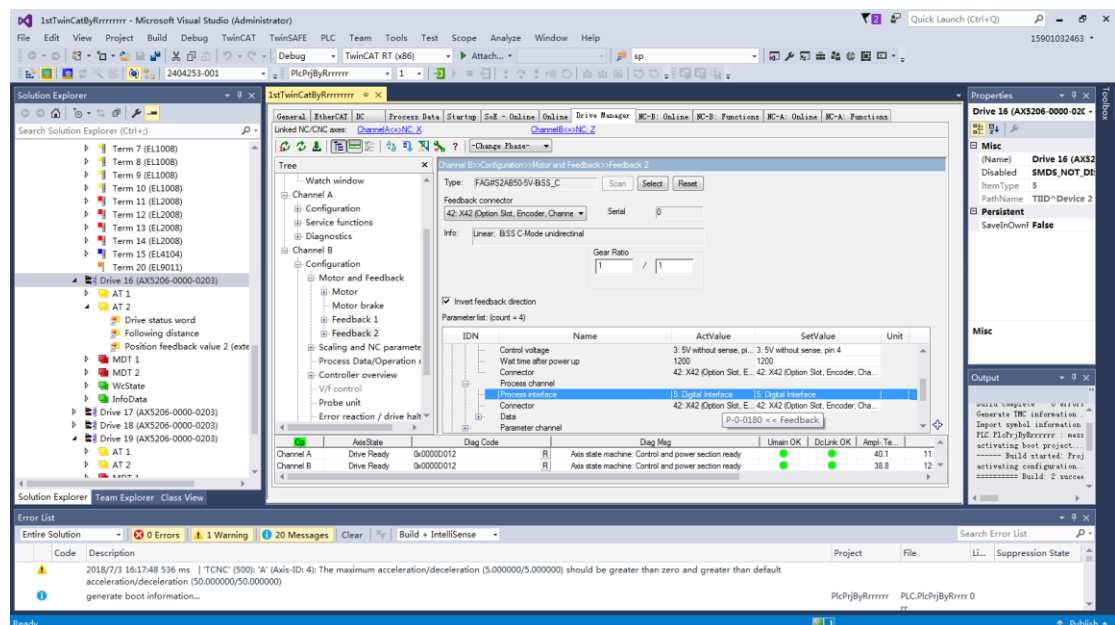 1stTwinCatByRrrrrrrr - Microsoft Visual Studio (Administrator)
2
Quick Launch (Ctrl+Q)
File Edit View Project Build Debug TwinCAT TwinSAFE PLC Team Tools Test Scope Analyze Window Help
15901032463
Debug TwinCAT RT (x86) Attach... sp
2404253-001 PlcPrjByRrrrrrr 1
Solution Explorer
Search Solution Explorer (Ctrl+;)
Term 7 (EL1008)
Term 8 (EL1008)
Term 9 (EL1008)
Term 10 (EL1008)
Term 11 (EL2008)
Term 12 (EL2008)
Term 13 (EL2008)
Term 14 (EL2008)
Term 15 (EL4104)
Term 20 (EL9011)
Drive 16 (AX5206-0000-0203)
AT 1
AT 2
Drive status word
Following distance
Position feedback value 2 (exte
MDT 1
MDT 2
WcState
InfoData
Drive 17 (AX5206-0000-0203)
Drive 18 (AX5206-0000-0203)
Drive 19 (AX5206-0000-0203)
AT 1
AT 2
MDT 1
Solution Explorer Team Explorer Class View
1stTwinCatByRrrrrrrr
General EtherCAT DC Process Data Startup SoE - Online Online Drive Manager NC-B: Online NC-B: Functions NC-A: Online NC-A: Functions
Linked NC/CNC axes: ChannelA<=>NC: X ChannelB<=>NC: Z
-Change Phase-
Tree
Watch window
Channel A
Configuration
Service functions
Diagnostics
Channel B
Configuration
Motor and Feedback
Motor
Motor brake
Feedback 1
Feedback 2
Scaling and NC paramete
Process Data/Operation r
Controller overview
V/f control
Probe unit
Error reaction / drive halt
Channel B>>Configuration>>Motor and Feedback>>Feedback 2
Type: FAG#S2AB50-5V-BiSS_C Scan Select Reset
Feedback connector
42: X42 (Option Slot, Encoder, Channe Serial 0
Info: Linear; BiSS C-Mode unidirectinal
Gear Ratio
1 / 1
Invert feedback direction
Parameter list: (count = 4)
IDN Name ActValue SetValue Unit
Control voltage 3: 5V without sense, pi... 3: 5V without sense, pin 4
Wait time after power up 1200 1200
Connector 42: X42 (Option Slot, E... 42: X42 (Option Slot, Encoder, Cha...
Process channel
Process interface 5: Digital Interface 5: Digital Interface
Connector 42: X42 (Option Slot, E... 42: X42 (Option Slot, Encoder, Cha...
Data
P-0-0180 << Feedback
Parameter channel
Op AxisState Diag Code Diag Msg Umain OK DcLink OK Ampl-.Te...
Channel A Drive Ready 0x0000D012 R Axis state machine: Control and power section ready 40.1 11:
Channel B Drive Ready 0x0000D012 R Axis state machine: Control and power section ready 38.8 12:
Properties
Drive 16 (AX5206-0000-02
Misc
(Name) Drive 16 (AX52
Disabled SMDS_NOT_DI
ItemType 5
PathName TIID^Device 2
Persistent
SaveInOwnF False
Misc
Toolbox
Output
Generate TMC information
Import symbol information
PLC.PlcPrjByRrrrrrr : ness
activating boot project...
------ Build started: Proj
activating configuration..
========== Build: 2 succee
Error List
Entire Solution 0 Errors 1 Warning 20 Messages Clear Build + IntelliSense
Search Error List
Code Description Project File Li... Suppression State
2018/7/3 16:17:48 536 ms | 'TCNC' (500): 'A' (Axis-ID: 4): The maximum acceleration/deceleration (5.000000/5.000000) should be greater than zero and greater than default
acceleration/deceleration (50.000000/50.000000)
generate boot information... PlcPrjByRrrrrrr PLC.PlcPrjByRrrrr 0
rr
Ready
1
Publish